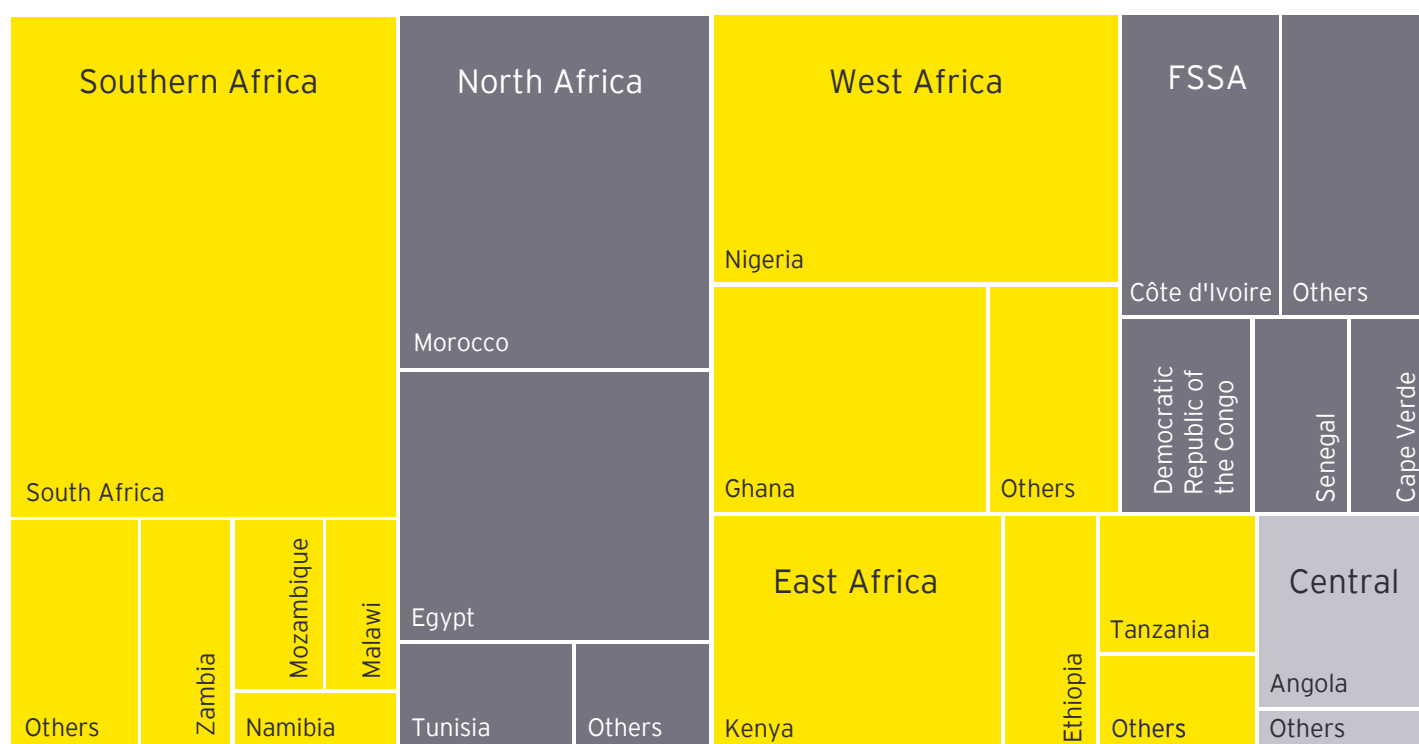 Southern Africa
South Africa
Others
Zambia
Mozambique
Malawi
Namibia
North Africa
Morocco
Egypt
Tunisia
Others
West Africa
Nigeria
Ghana
Others
FSSA
Côte d'Ivoire
Others
Democratic
Republic of
the Congo
Senegal
Cape Verde
East Africa
Kenya
Ethiopia
Tanzania
Others
Central
Angola
Others